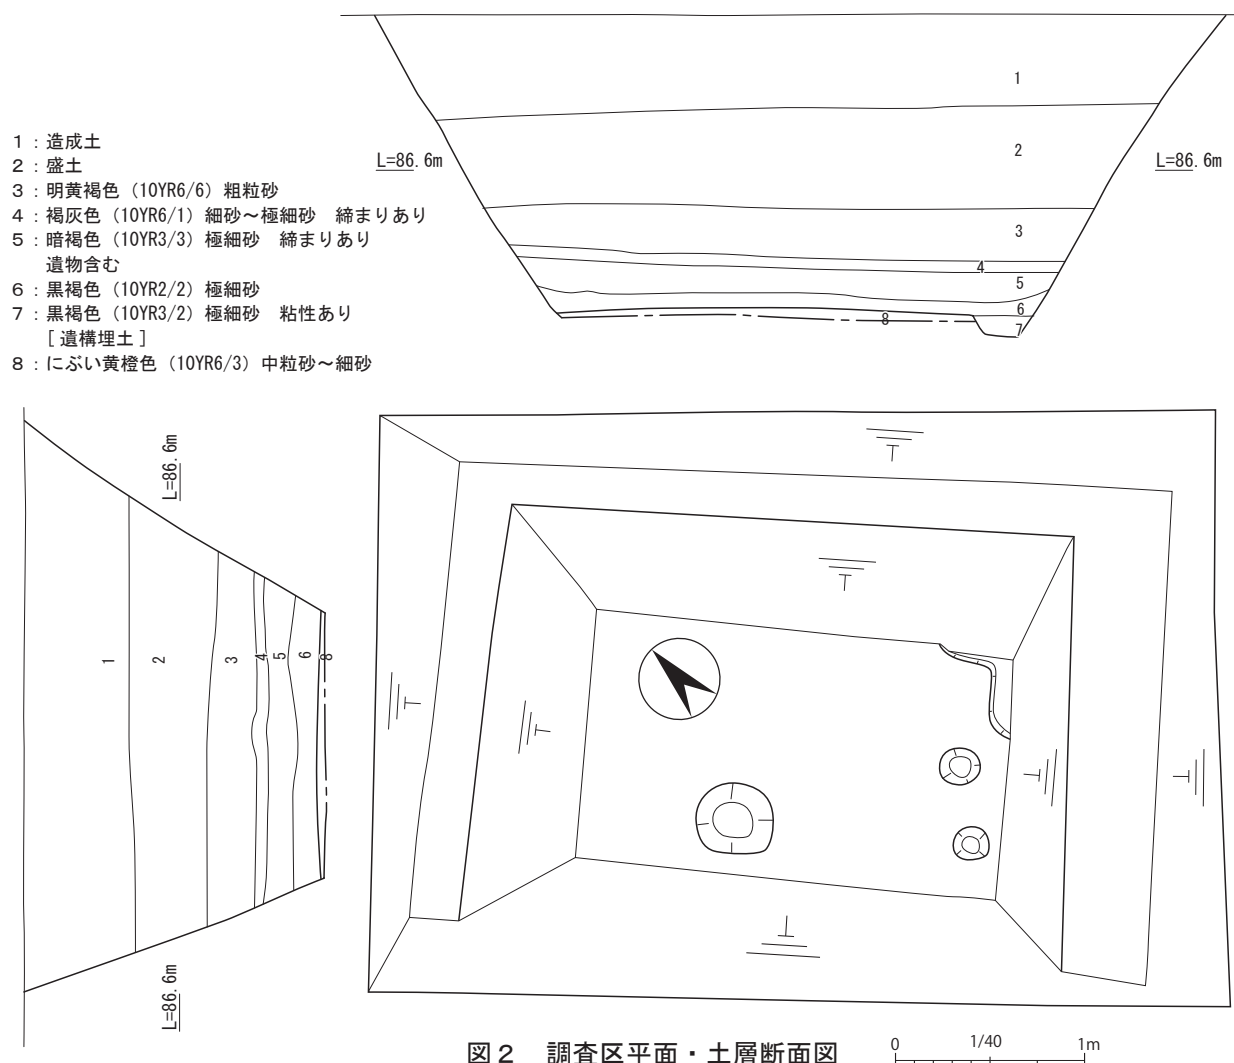 1：造成土
2：盛土
3：明黄褐色（10YR6/6）粗粒砂
4：褐灰色（10YR6/1）細砂～極細砂　締まりあり
5：暗褐色（10YR3/3）極細砂　締まりあり
遺物含む
6：黒褐色（10YR2/2）極細砂
7：黒褐色（10YR3/2）極細砂　粘性あり
［遺構埋土］
8：にぶい黄橙色（10YR6/3）中粒砂～細砂
1
2
L=86.6m
L=86.6m
3
4
5
6
7
8
L=86.6m
1
2
3
4
5
6
8
L=86.6m
図２　調査区平面・土層断面図
0
1/40
1m